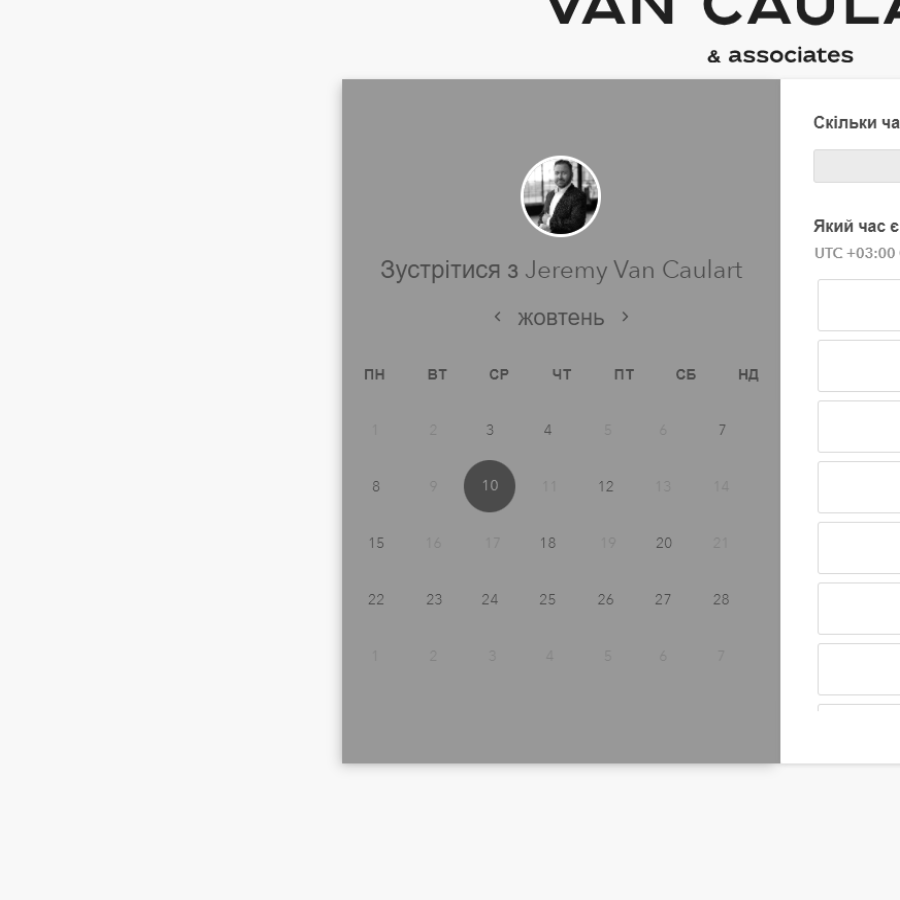 VAN CAULA
& associates
Зустрітися з Jeremy Van Caulart
‹ жовтень ›
ПН ВТ СР ЧТ ПТ СБ НД
1 2 3 4 5 6 7
8 9 10 11 12 13 14
15 16 17 18 19 20 21
22 23 24 25 26 27 28
1 2 3 4 5 6 7
Скільки ча
Який час є
UTC +03:00